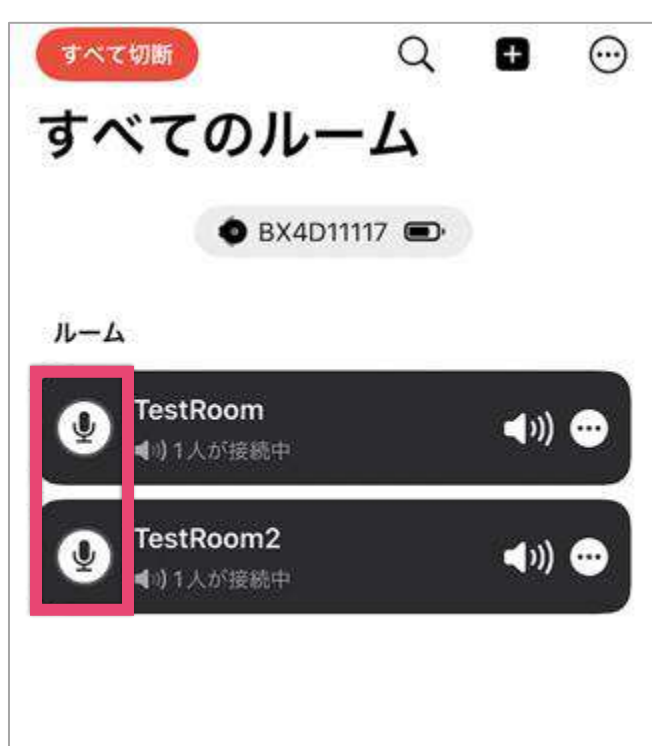 すべて切断
すべてのルーム
BX4D11117
ルーム
TestRoom
1人が接続中
TestRoom2
1人が接続中